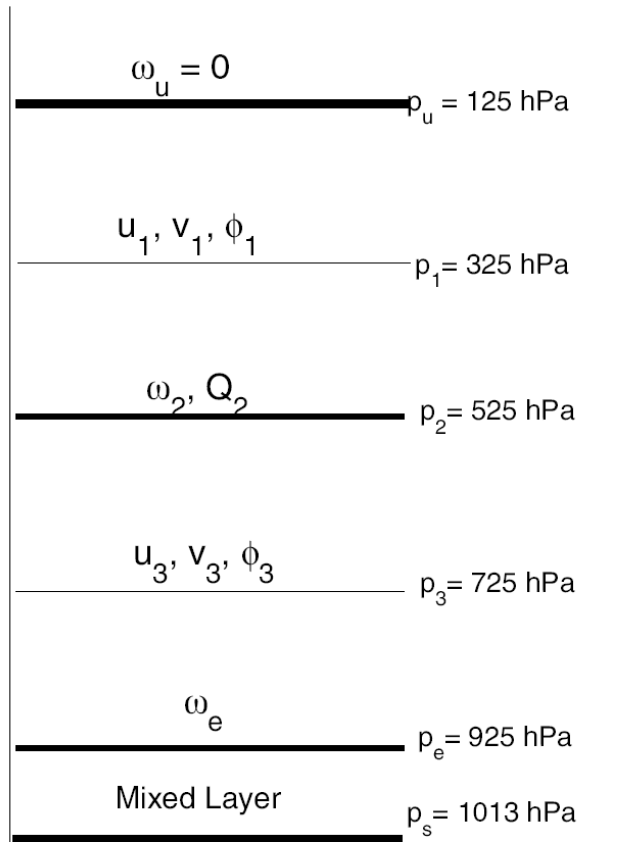 ω_u = 0
p_u = 125 hPa
u_1, v_1, ϕ_1
p_1= 325 hPa
ω_2, Q_2
p_2= 525 hPa
u_3, v_3, ϕ_3
p_3= 725 hPa
ω_e
p_e= 925 hPa
Mixed Layer
p_s= 1013 hPa